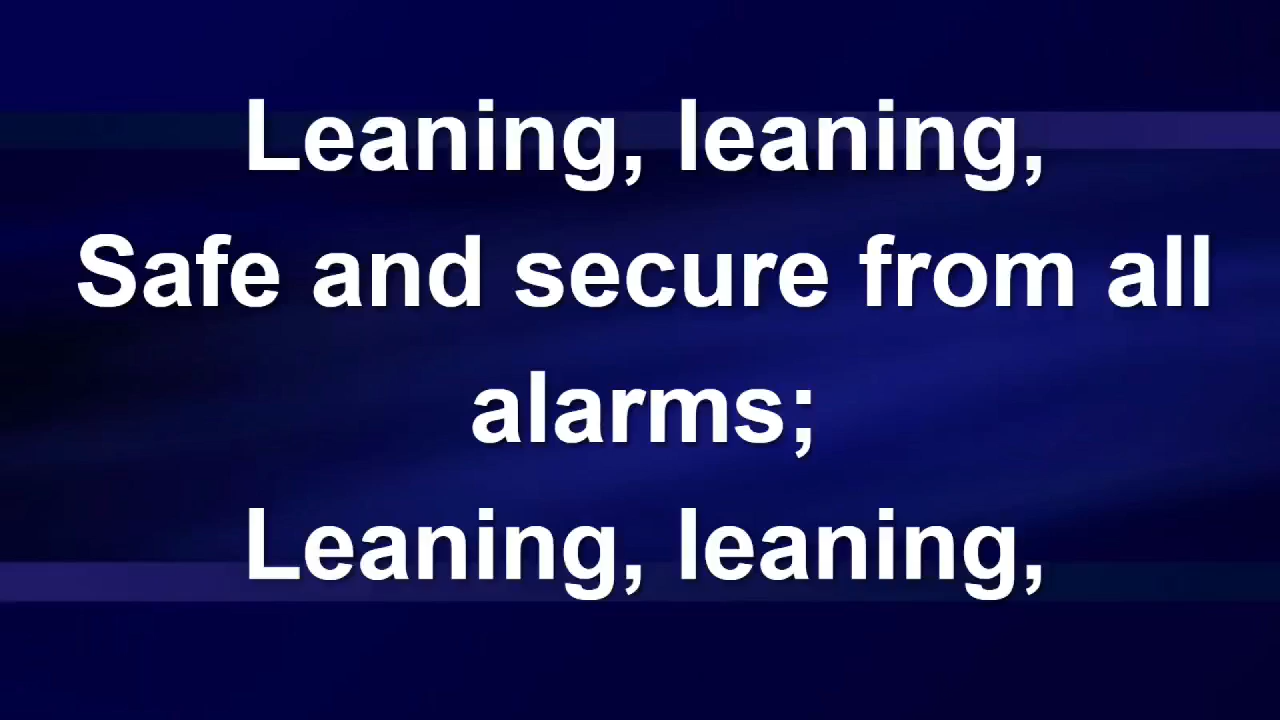 Leaning, leaning,
Safe and secure from all
alarms;
Leaning, leaning,